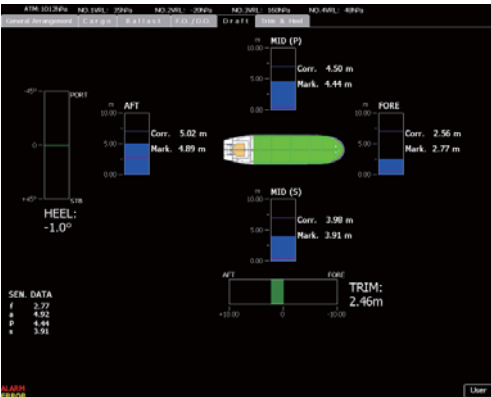 ATM: 1012hPa NO.1VRL: 35hPa NO.2VRL: -20hPa NO.3VRL: 160hPa NO.4VRL: 48hPa
General Arrangement Cargo Ballast F.O./D.O. Draft Trim & Heel
m MID (P)
10.00
5.00
0.00
Corr. 4.50 m
Mark. 4.44 m
-45°
0
+45°
PORT
STB
HEEL:
-1.0°
m AFT
10.00
5.00
0.00
Corr. 5.02 m
Mark. 4.89 m
m FORE
10.00
5.00
0.00
Corr. 2.56 m
Mark. 2.77 m
m MID (S)
10.00
5.00
0.00
Corr. 3.98 m
Mark. 3.91 m
AFT FORE
+10.00 0 -10.00
TRIM:
2.46m
SEN. DATA
f 2.77
a 4.92
P 4.44
s 3.91
ALARM
ERROR
User